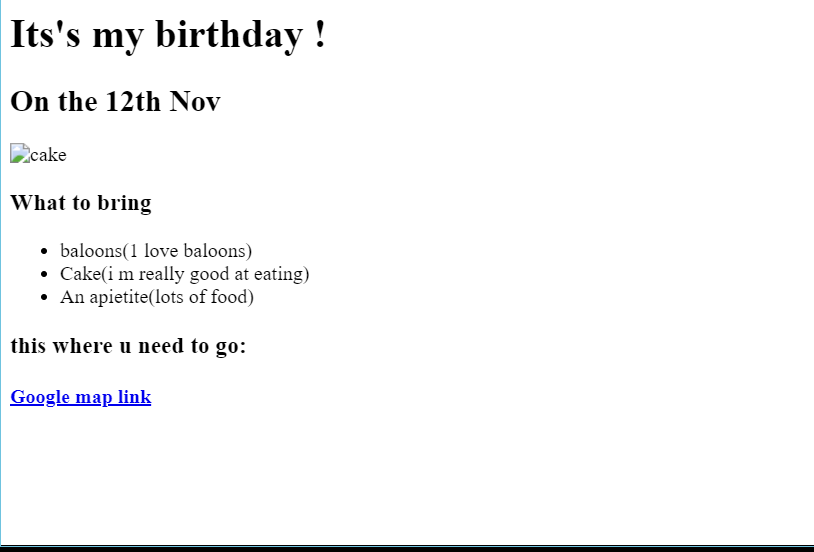 Its's my birthday !
On the 12th Nov
cake
What to bring
baloons(1 love baloons)
Cake(i m really good at eating)
An apietite(lots of food)
this where u need to go:
Google map link